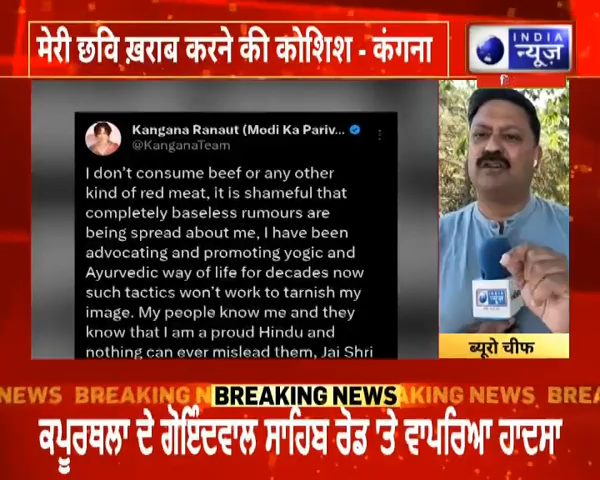 मेरी छवि ख़राब करने की कोशिश - कंगना
INDIA
न्यूज़
Kangana Ranaut (Modi Ka Pariv...
@KanganaTeam
I don't consume beef or any other
kind of red meat, it is shameful that
completely baseless rumours are
being spread about me, I have been
advocating and promoting yogic and
Ayurvedic way of life for decades now
such tactics won't work to tarnish my
image. My people know me and they
know that I am a proud Hindu and
nothing can ever mislead them, Jai Shri
INDIA
ब्यूरो चीफ
NEWS BREAKING N BREAKING NEWS AKING NEWS BREA
ਕਪੂਰਥਲਾ ਦੇ ਗੋਇੰਦਵਾਲ ਸਾਹਿਬ ਰੋਡ 'ਤੇ ਵਾਪਰਿਆ ਹਾਦਸਾ